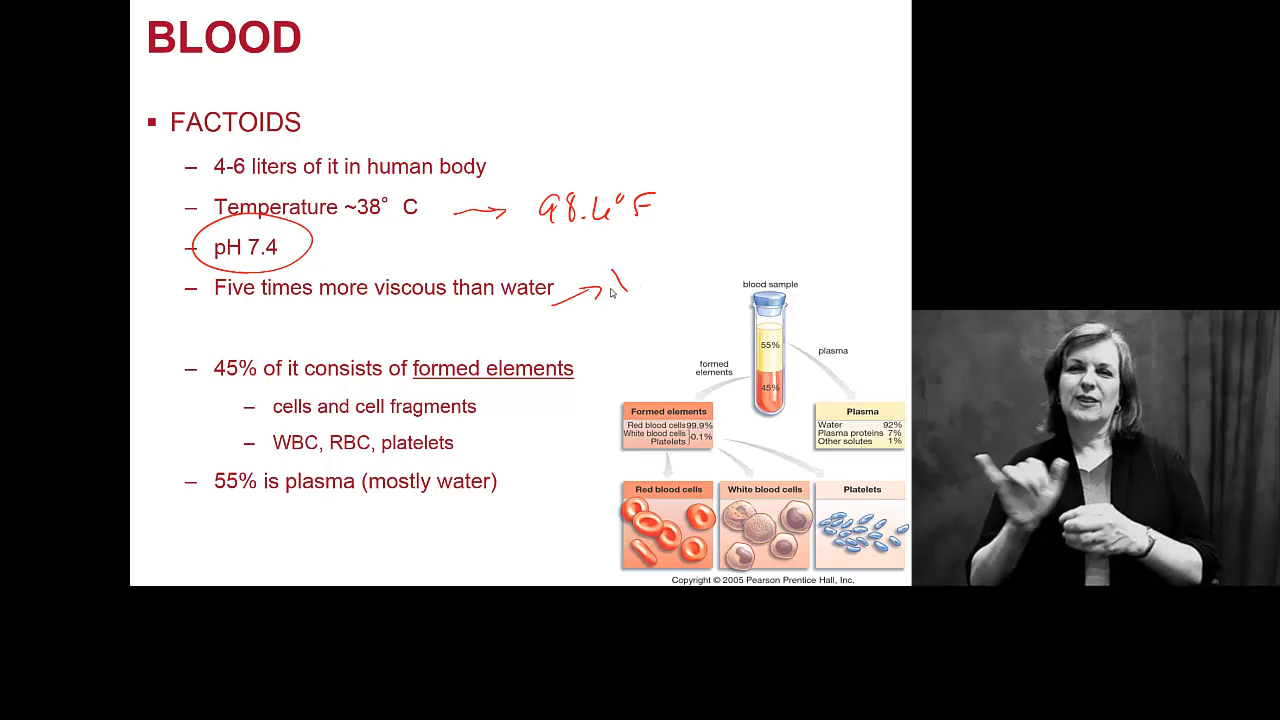 BLOOD
▪ FACTOIDS
– 4-6 liters of it in human body
– Temperature ~38° C → 98.6°F
– pH 7.4
– Five times more viscous than water
– 45% of it consists of formed elements
– cells and cell fragments
– WBC, RBC, platelets
– 55% is plasma (mostly water)
blood sample
55%
plasma
formed
elements
45%
Formed elements
Red blood cells 99.9%
White blood cells
Platelets
0.1%
Plasma
Water 92%
Plasma proteins 7%
Other solutes 1%
Red blood cells
White blood cells
Platelets
Copyright © 2005 Pearson Prentice Hall, Inc.